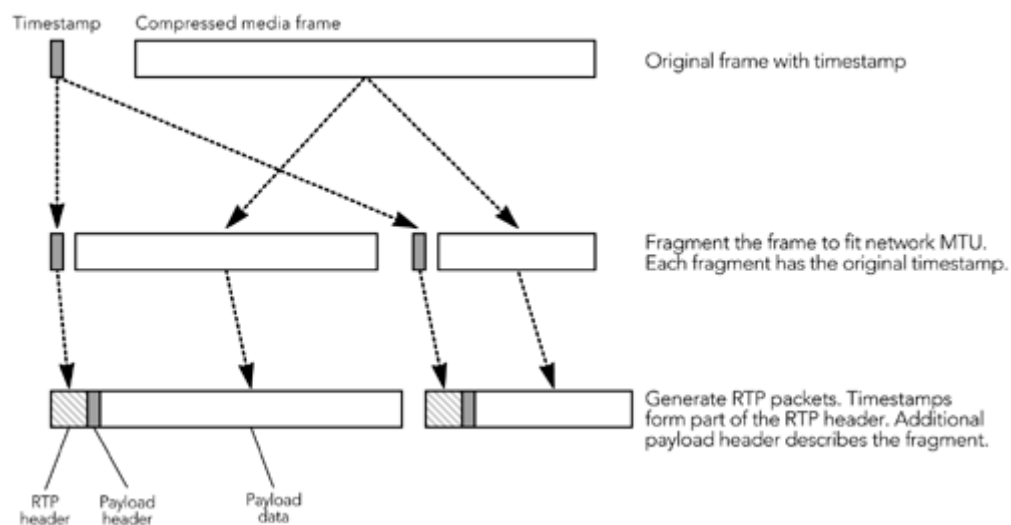 Timestamp
Compressed media frame
Original frame with timestamp
Fragment the frame to fit network MTU.
Each fragment has the original timestamp.
Generate RTP packets. Timestamps
form part of the RTP header. Additional
payload header describes the fragment.
RTP
header
Payload
header
Payload
data